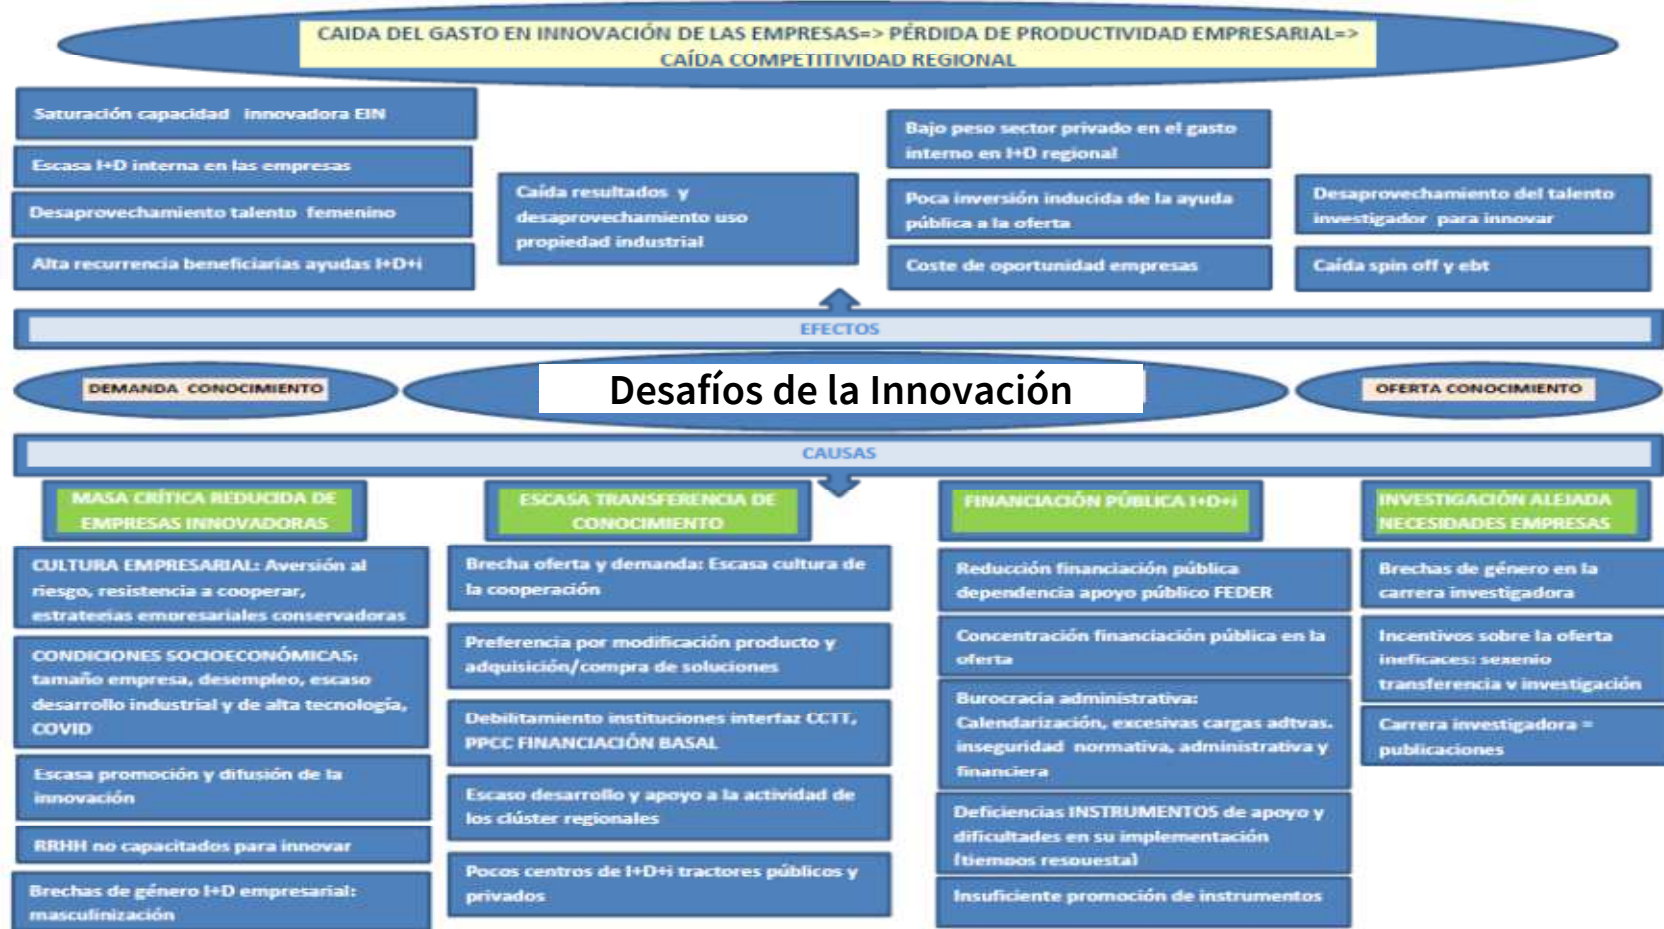 CAIDA DEL GASTO EN INNOVACIÓN DE LAS EMPRESAS=> PÉRDIDA DE PRODUCTIVIDAD EMPRESARIAL=>
CAÍDA COMPETITIVIDAD REGIONAL
Saturación capacidad innovadora EIN
Escasa I+D interna en las empresas
Desaprovechamiento talento femenino
Alta recurrencia beneficiarias ayudas I+D+i
Caída resultados y
desaprovechamiento uso
propiedad industrial
Bajo peso sector privado en el gasto
interno en I+D regional
Poca inversión inducida de la ayuda
pública a la oferta
Coste de oportunidad empresas
Desaprovechamiento del talento
investigador para innovar
Caída spin off y ebt
EFECTOS
DEMANDA CONOCIMIENTO
Desafíos de la Innovación
OFERTA CONOCIMIENTO
CAUSAS
MASA CRÍTICA REDUCIDA DE
EMPRESAS INNOVADORAS
CULTURA EMPRESARIAL: Aversión al
riesgo, resistencia a cooperar,
estrategias empresariales conservadoras
CONDICIONES SOCIOECONÓMICAS:
tamaño empresa, desempleo, escaso
desarrollo industrial y de alta tecnología,
COVID
Escasa promoción y difusión de la
innovación
RRHH no capacitados para innovar
Brechas de género I+D empresarial:
masculinización
ESCASA TRANSFERENCIA DE
CONOCIMIENTO
Brecha oferta y demanda: Escasa cultura de
la cooperación
Preferencia por modificación producto y
adquisición/compra de soluciones
Debilitamiento instituciones interfaz CCTT,
PPCC FINANCIACIÓN BASAL
Escaso desarrollo y apoyo a la actividad de
los clúster regionales
Pocos centros de I+D+i tractores públicos y
privados
FINANCIACIÓN PÚBLICA I+D+i
Reducción financiación pública
dependencia apoyo público FEDER
Concentración financiación pública en la
oferta
Burocracia administrativa:
Calendarización, excesivas cargas adtvas.
inseguridad normativa, administrativa y
financiera
Deficiencias INSTRUMENTOS de apoyo y
dificultades en su implementación
(tiempos respuesta)
Insuficiente promoción de instrumentos
INVESTIGACIÓN ALEJADA
NECESIDADES EMPRESAS
Brechas de género en la
carrera investigadora
Incentivos sobre la oferta
ineficaces: sexenio
transferencia y investigación
Carrera investigadora =
publicaciones